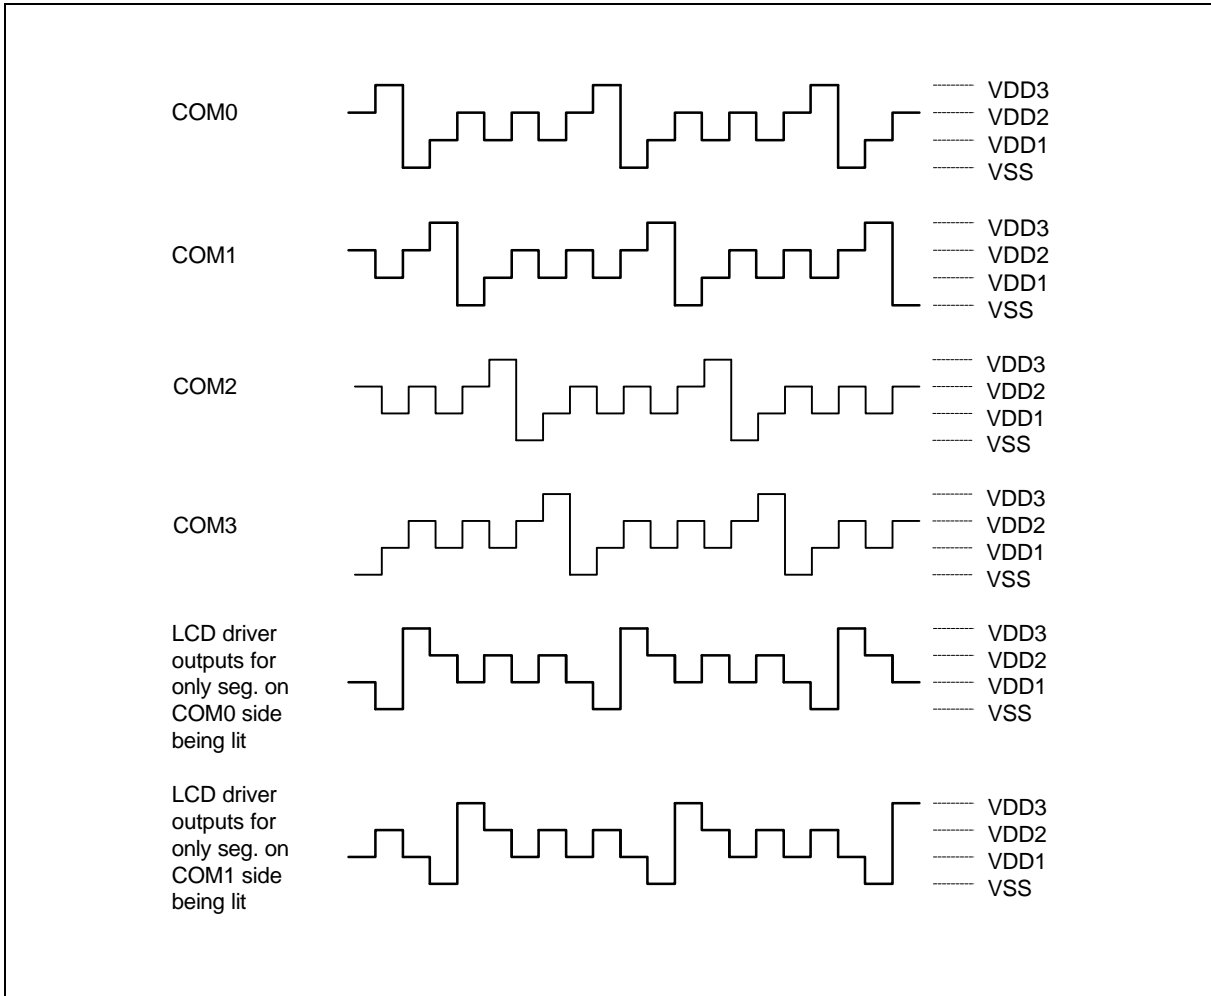 COM0
VDD3
VDD2
VDD1
VSS
COM1
VDD3
VDD2
VDD1
VSS
COM2
VDD3
VDD2
VDD1
VSS
COM3
VDD3
VDD2
VDD1
VSS
LCD driver
outputs for
only seg. on
COM0 side
being lit
VDD3
VDD2
VDD1
VSS
LCD driver
outputs for
only seg. on
COM1 side
being lit
VDD3
VDD2
VDD1
VSS